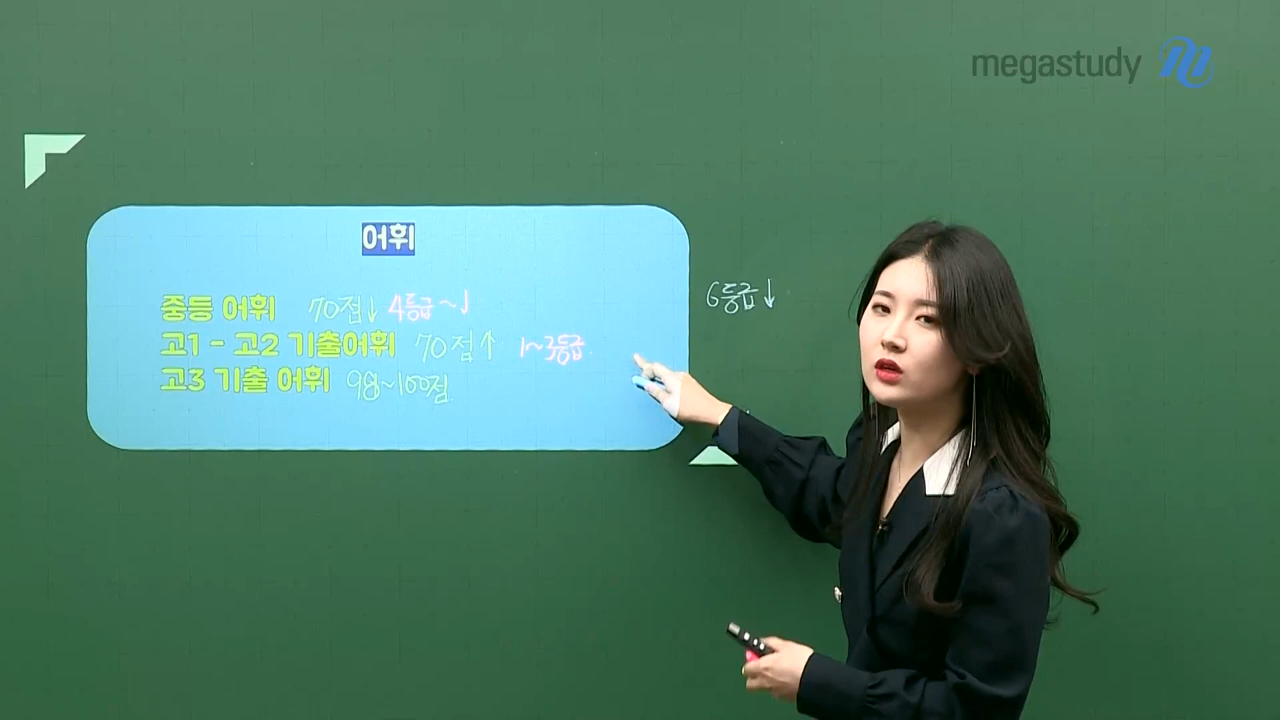 megastudy
어휘
중등 어휘 70점↓ 4등급~
6등급↓
고1 - 고2 기출어휘 70점↑ 1~3등급
고3 기출 어휘 98~100점